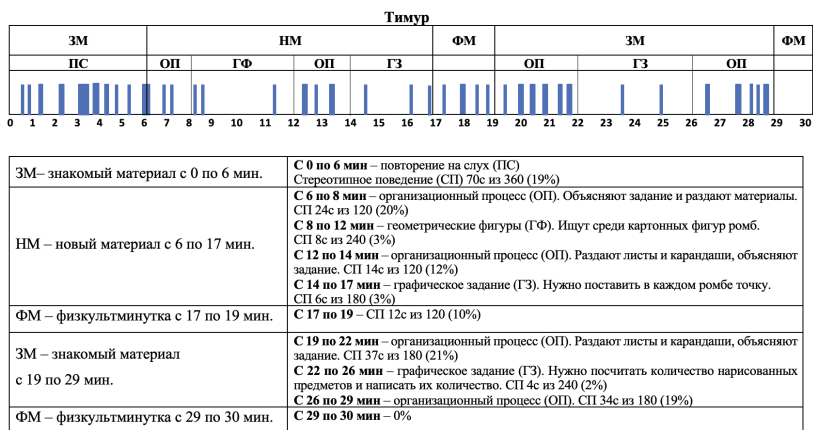 Тимур
ЗМ НМ ФМ ЗМ ФМ
ПС ОП ГФ ОП ГЗ ОП ГЗ ОП
0 1 2 3 4 5 6 7 8 9 10 11 12 13 14 15 16 17 18 19 20 21 22 23 24 25 26 27 28 29 30
ЗМ– знакомый материал с 0 по 6 мин.
С 0 по 6 мин – повторение на слух (ПС)
Стереотипное поведение (СП) 70с из 360 (19%)
НМ – новый материал с 6 по 17 мин.
С 6 по 8 мин – организационный процесс (ОП). Объясняют задание и раздают материалы.
СП 24с из 120 (20%)
С 8 по 12 мин – геометрические фигуры (ГФ). Ищут среди картонных фигур ромб.
СП 8с из 240 (3%)
С 12 по 14 мин – организационный процесс (ОП). Раздают листы и карандаши, объясняют
задание. СП 14с из 120 (12%)
С 14 по 17 мин – графическое задание (ГЗ). Нужно поставить в каждом ромбе точку.
СП 6с из 180 (3%)
ФМ – физкультминутка с 17 по 19 мин.
С 17 по 19 – СП 12с из 120 (10%)
ЗМ – знакомый материал
с 19 по 29 мин.
С 19 по 22 мин – организационный процесс (ОП). Раздают листы и карандаши, объясняют
задание. СП 37с из 180 (21%)
С 22 по 26 мин – графическое задание (ГЗ). Нужно посчитать количество нарисованных
предметов и написать их количество. СП 4с из 240 (2%)
С 26 по 29 мин – организационный процесс (ОП). СП 34с из 180 (19%)
ФМ – физкультминутка с 29 по 30 мин.
С 29 по 30 мин – 0%